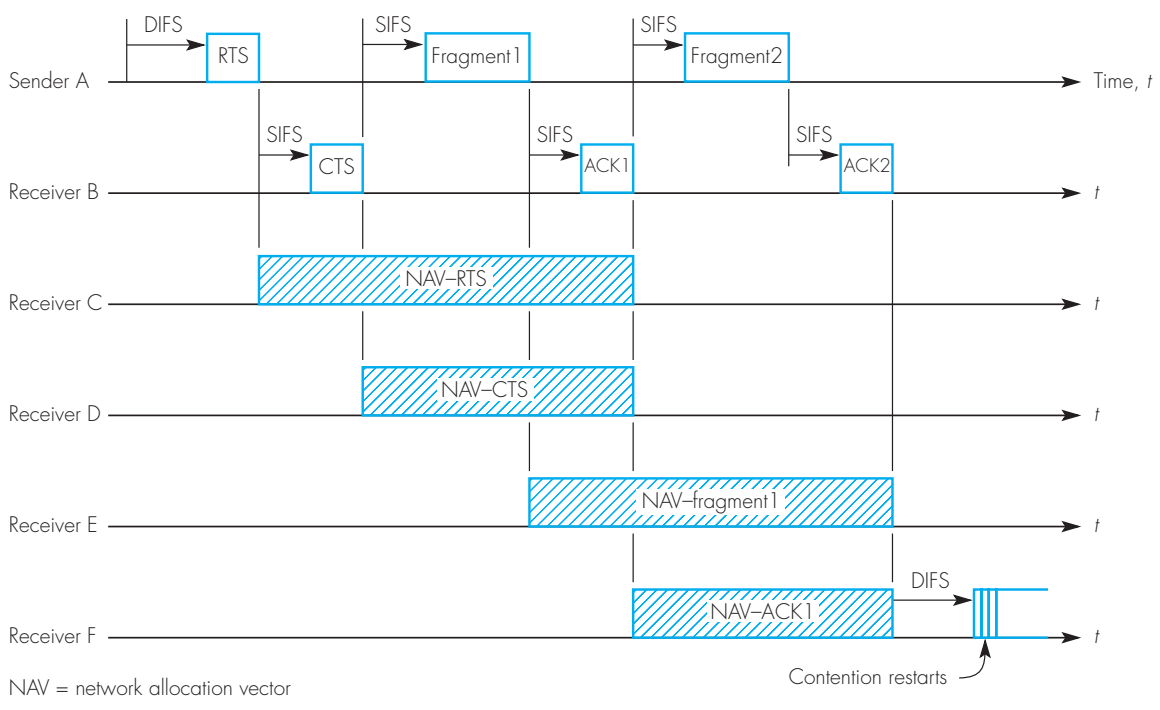 DIFS SIFS SIFS
RTS Fragment1 Fragment2
Sender A Time, t
SIFS SIFS SIFS
CTS ACK1 ACK2
Receiver B t
NAV–RTS
Receiver C t
NAV–CTS
Receiver D t
NAV–fragment1
Receiver E t
DIFS
NAV–ACK1
Receiver F t
Contention restarts
NAV = network allocation vector